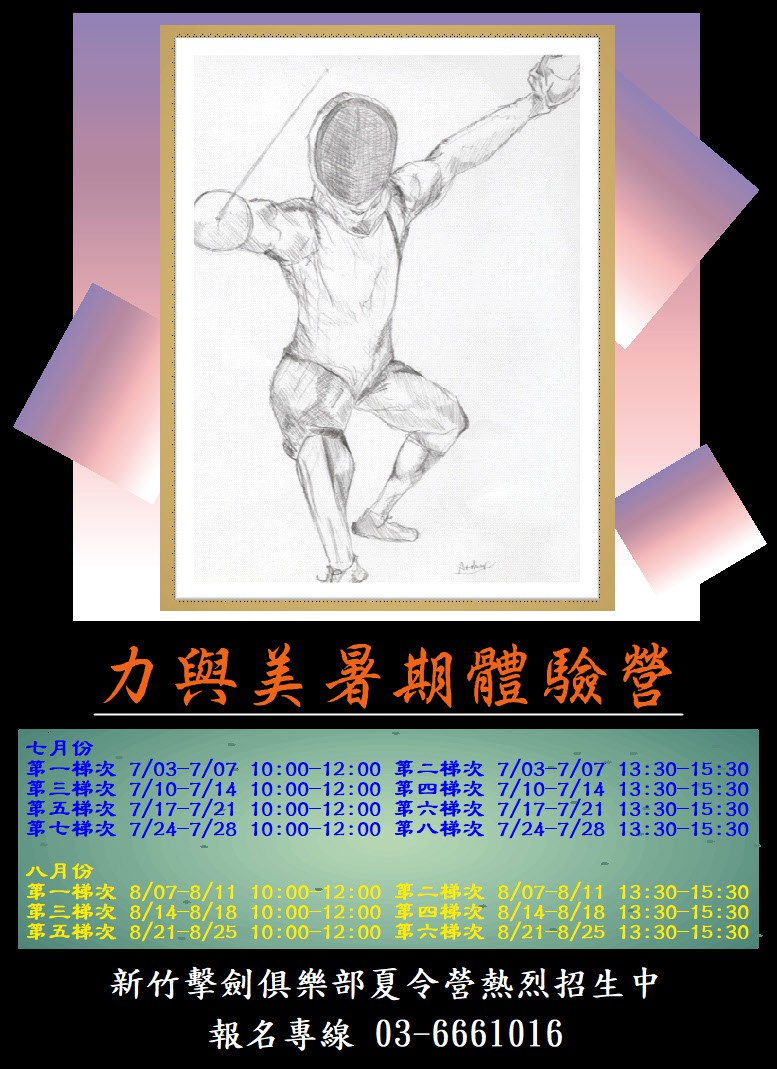 力與美暑期體驗營
七月份
第一梯次 7/03-7/07 10:00-12:00 第二梯次 7/03-7/07 13:30-15:30
第三梯次 7/10-7/14 10:00-12:00 第四梯次 7/10-7/14 13:30-15:30
第五梯次 7/17-7/21 10:00-12:00 第六梯次 7/17-7/21 13:30-15:30
第七梯次 7/24-7/28 10:00-12:00 第八梯次 7/24-7/28 13:30-15:30
八月份
第一梯次 8/07-8/11 10:00-12:00 第二梯次 8/07-8/11 13:30-15:30
第三梯次 8/14-8/18 10:00-12:00 第四梯次 8/14-8/18 13:30-15:30
第五梯次 8/21-8/25 10:00-12:00 第六梯次 8/21-8/25 13:30-15:30
新竹擊劍俱樂部夏令營熱烈招生中
報名專線 03-6661016